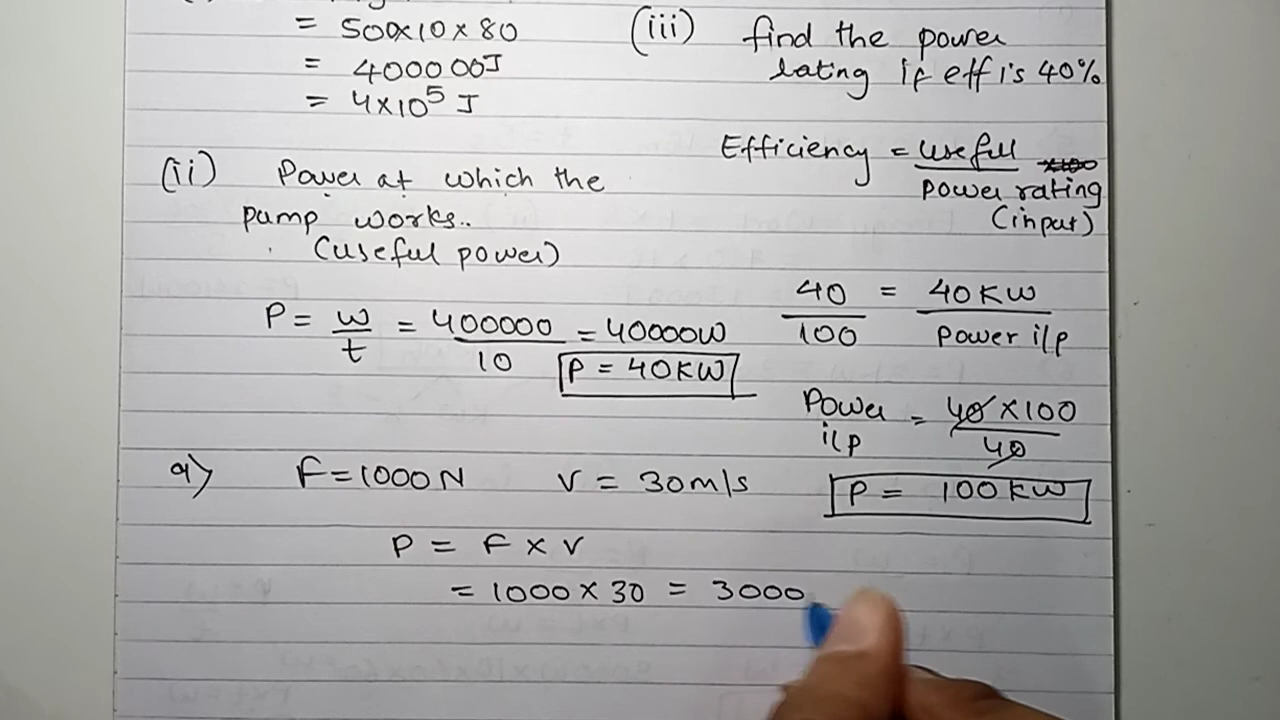 = 500×10×80
= 400000J
= 4×10⁵ J
(ii) Power at which the
pump works..
(useful power)
P = w/t = 400000/10 = 40000W
P = 40KW
(iii) find the power
rating if eff is 40%
Efficiency = useful ×100
power rating
(input)
40/100 = 40KW/Power i/p
Power i/p = 40×100/40
P = 100KW
9) F=1000N V = 30m/s
P = F × V
= 1000 × 30 = 3000